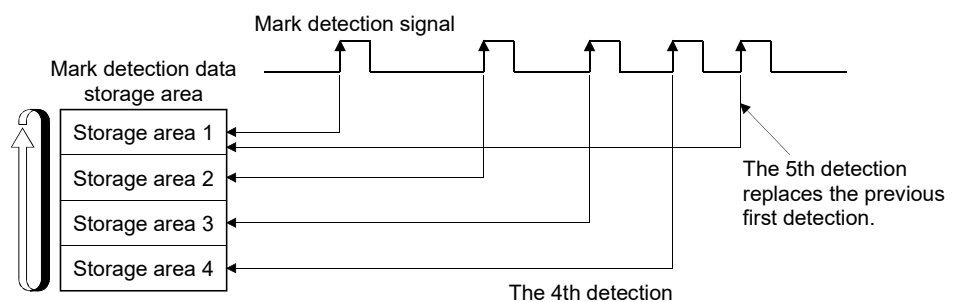 Mark detection signal
Mark detection data
storage area
Storage area 1
Storage area 2
Storage area 3
Storage area 4
The 5th detection
replaces the previous
first detection.
The 4th detection